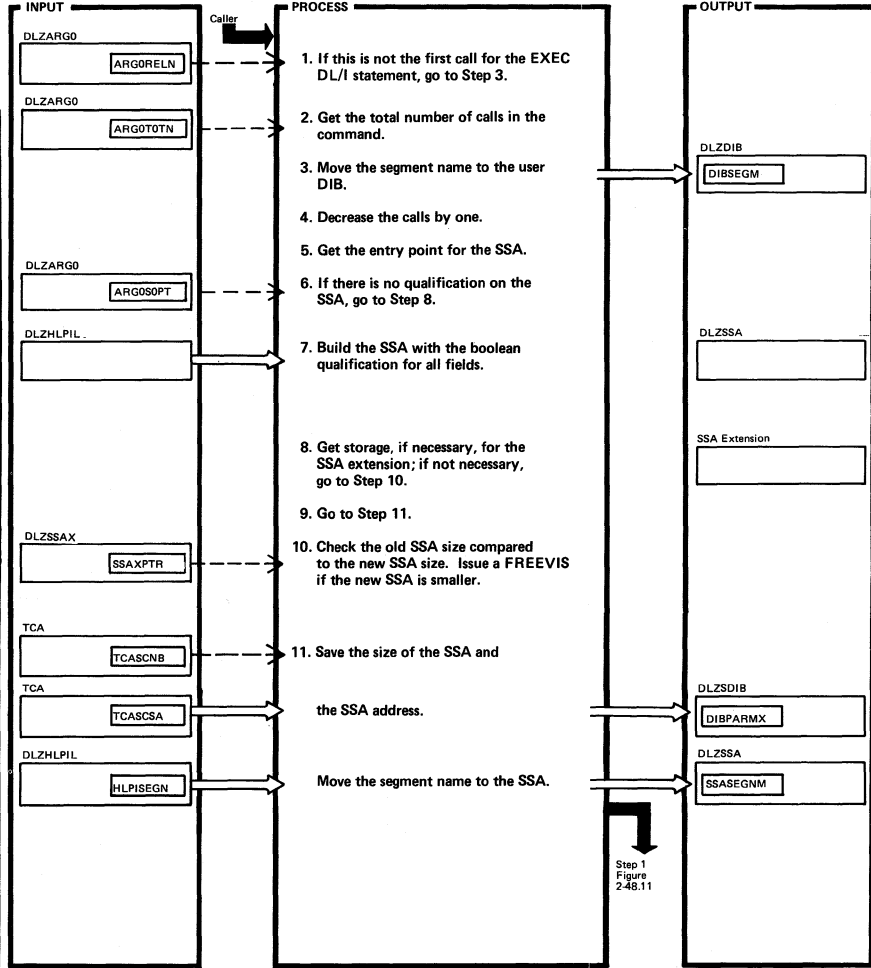 INPUT
Caller
PROCESS
OUTPUT
DLZARG0
ARG0RELN
1. If this is not the first call for the EXEC
DL/I statement, go to Step 3.
DLZARG0
ARG0TOTN
2. Get the total number of calls in the
command.
3. Move the segment name to the user
DIB.
DLZDIB
DIBSEGM
4. Decrease the calls by one.
5. Get the entry point for the SSA.
DLZARG0
ARG0SOPT
6. If there is no qualification on the
SSA, go to Step 8.
DLZHLPIL
7. Build the SSA with the boolean
qualification for all fields.
DLZSSA
8. Get storage, if necessary, for the
SSA extension; if not necessary,
go to Step 10.
SSA Extension
9. Go to Step 11.
DLZSSAX
SSAXPTR
10. Check the old SSA size compared
to the new SSA size. Issue a FREEVIS
if the new SSA is smaller.
TCA
TCASCNB
11. Save the size of the SSA and
TCA
TCASCSA
the SSA address.
DLZSDIB
DIBPARMX
DLZHLPIL
HLPISEGN
Move the segment name to the SSA.
DLZSSA
SSASEGNM
Step 1
Figure
2-48.11